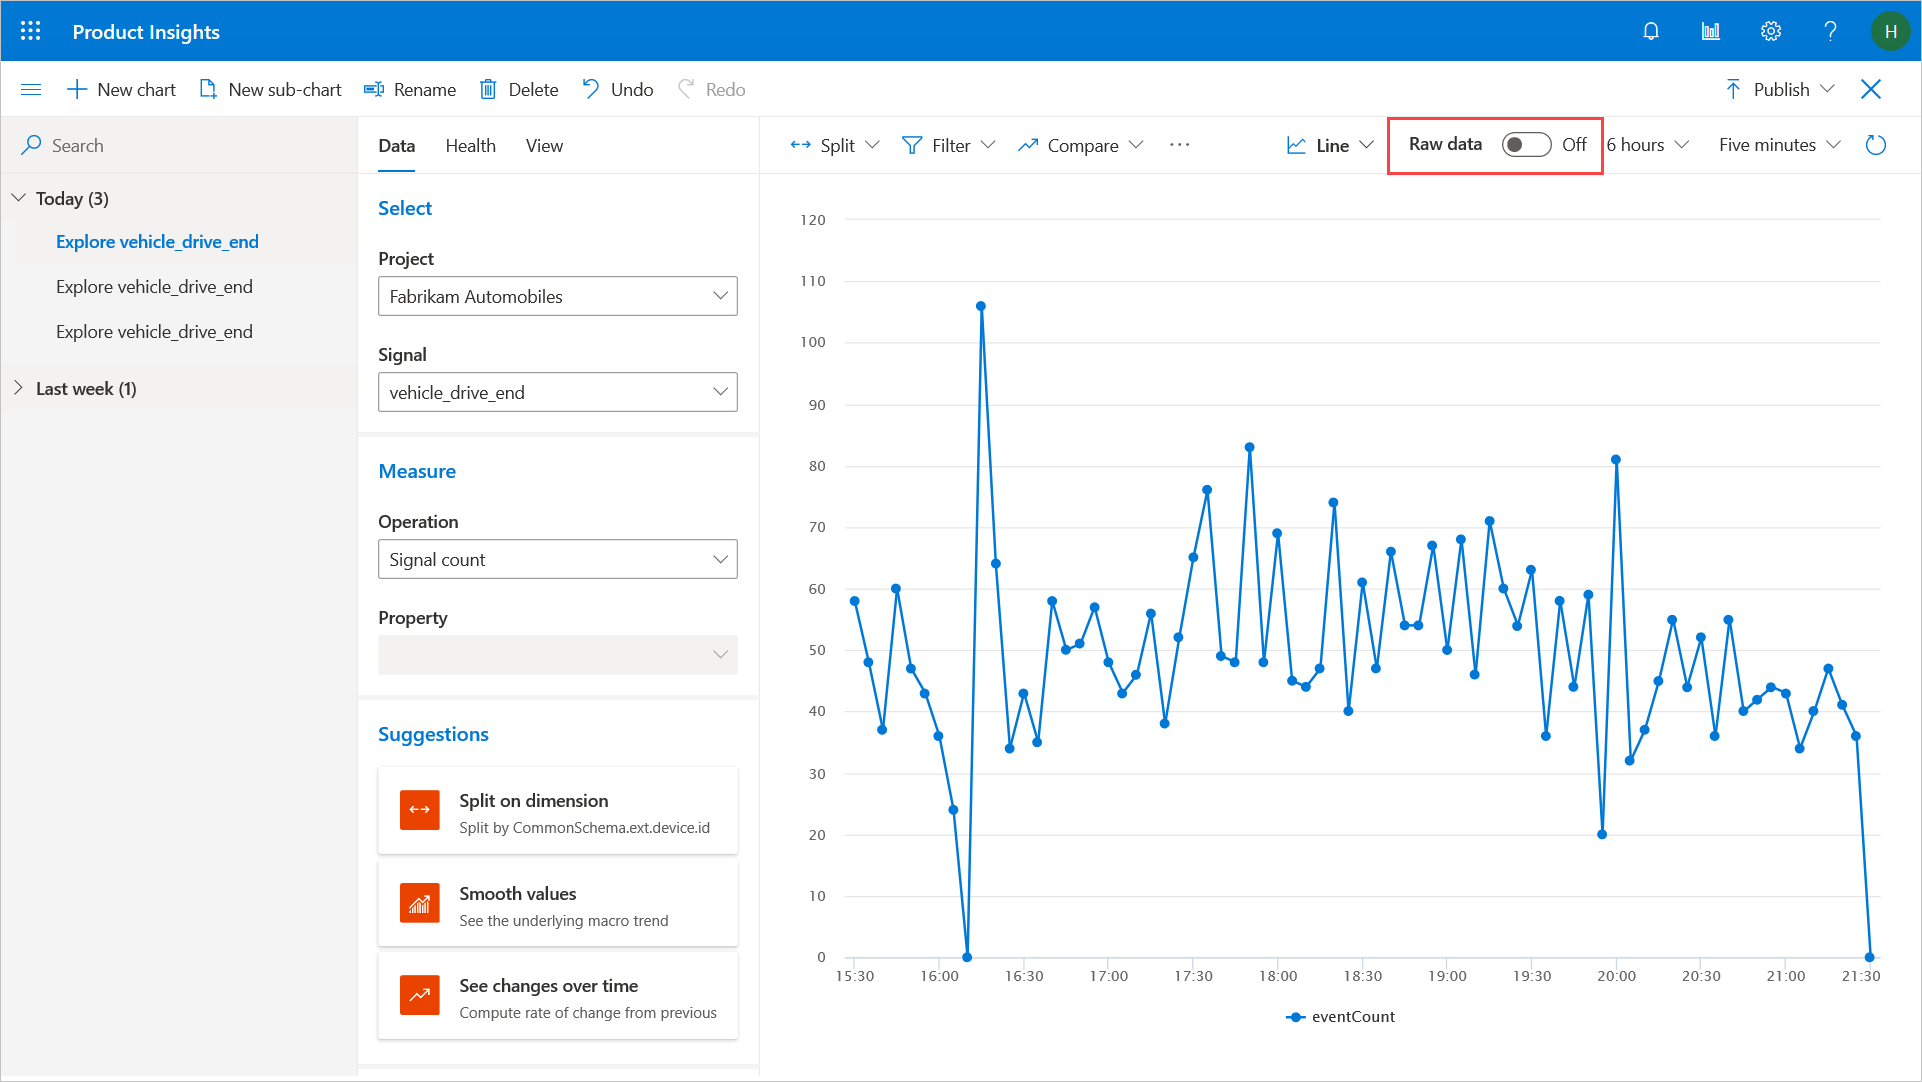 Product Insights
H
New chart New sub-chart Rename Delete Undo Redo Publish
Search
Today (3)
Explore vehicle_drive_end
Explore vehicle_drive_end
Explore vehicle_drive_end
Last week (1)
Data Health View
Select
Project
Fabrikam Automobiles
Signal
vehicle_drive_end
Measure
Operation
Signal count
Property
Suggestions
Split on dimension
Split by CommonSchema.ext.device.id
Smooth values
See the underlying macro trend
See changes over time
Compute rate of change from previous
Split Filter Compare ... Line Raw data Off 6 hours Five minutes
120
110
100
90
80
70
60
50
40
30
20
10
0
15:30 16:00 16:30 17:00 17:30 18:00 18:30 19:00 19:30 20:00 20:30 21:00 21:30
eventCount